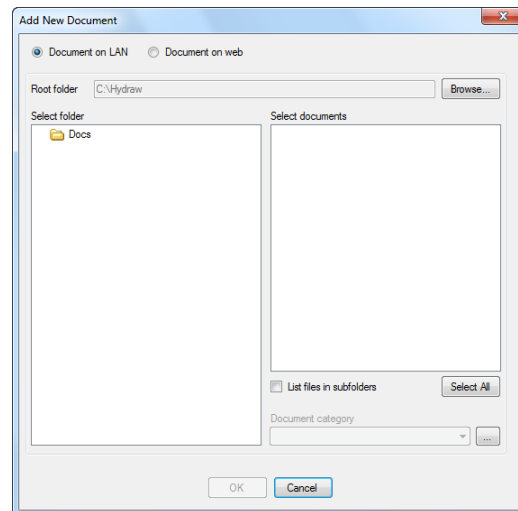 Add New Document
Document on LAN Document on web
Root folder C:\Hydraw Browse...
Select folder Select documents
Docs
List files in subfolders Select All
Document category
...
OK Cancel